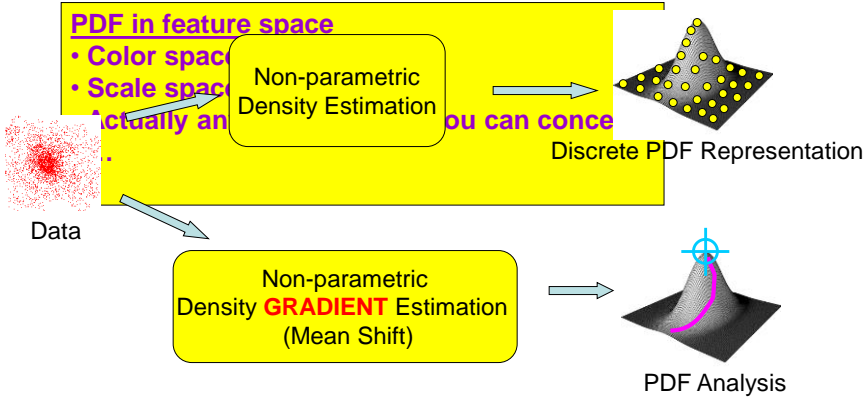 PDF in feature space
• Color space
• Scale space
Actually an you can conce
…
Non-parametric
Density Estimation
Discrete PDF Representation
Data
Non-parametric
Density GRADIENT Estimation
(Mean Shift)
PDF Analysis